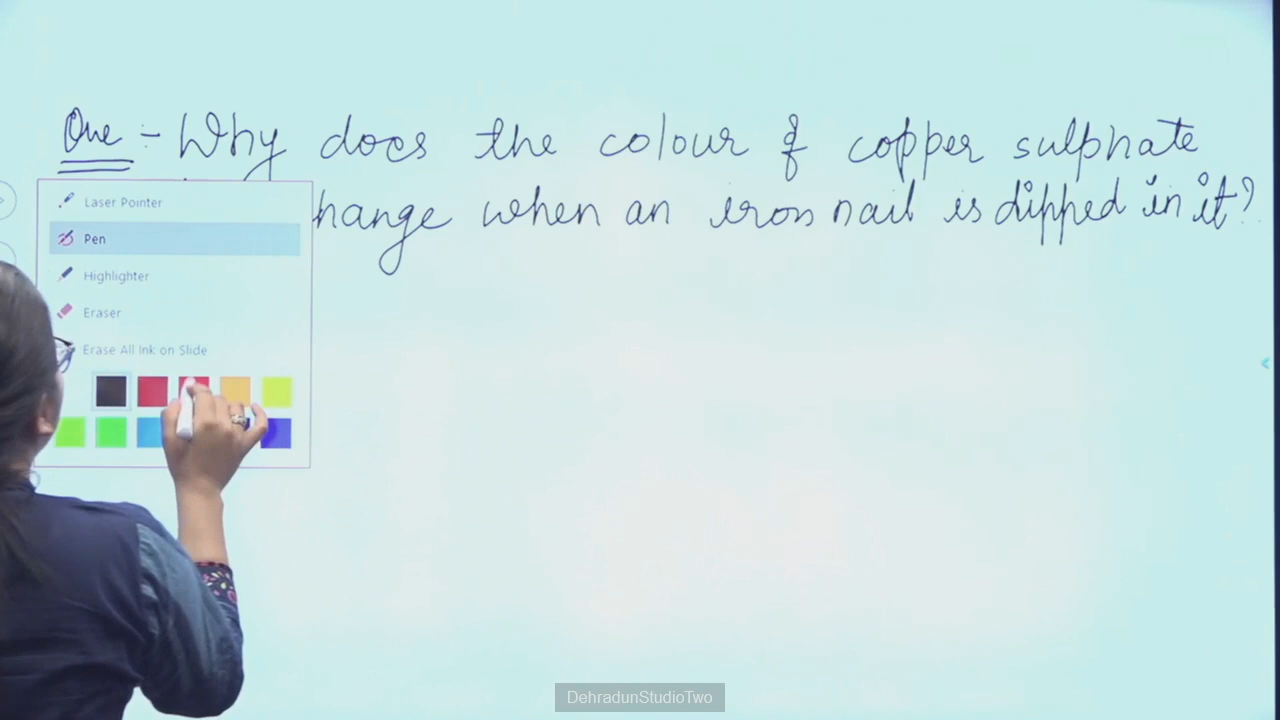 Que :- Why does the colour of copper sulphate
hange when an iron nail is dipped in it?
Laser Pointer
Pen
Highlighter
Eraser
Erase All Ink on Slide
DehradunStudioTwo